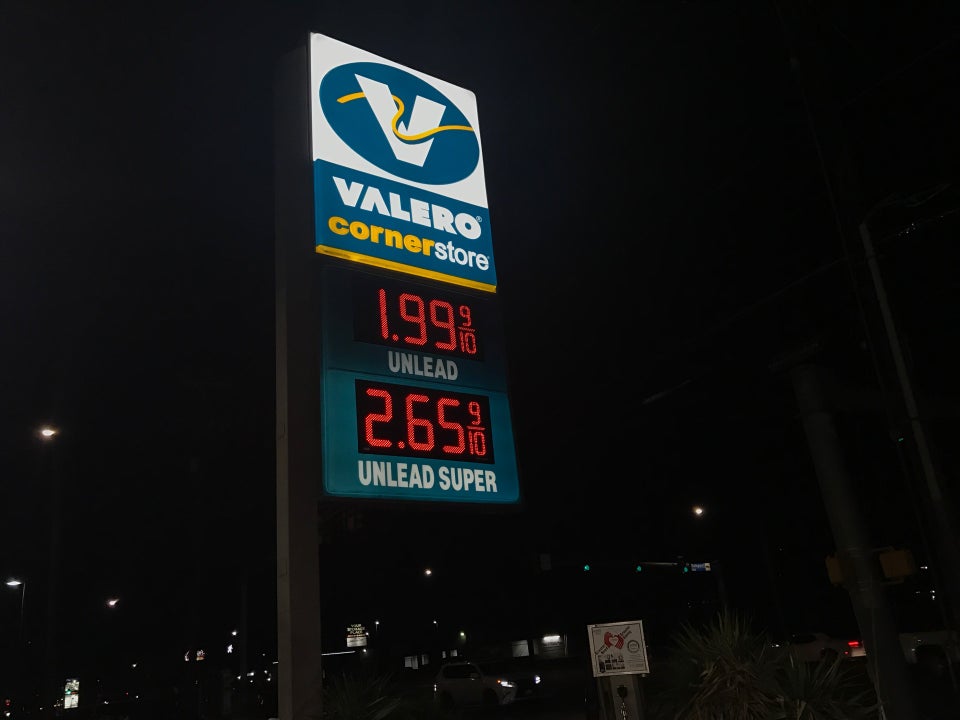 VALERO®
cornerstore
1.99 9/10
UNLEAD
2.65 9/10
UNLEAD SUPER